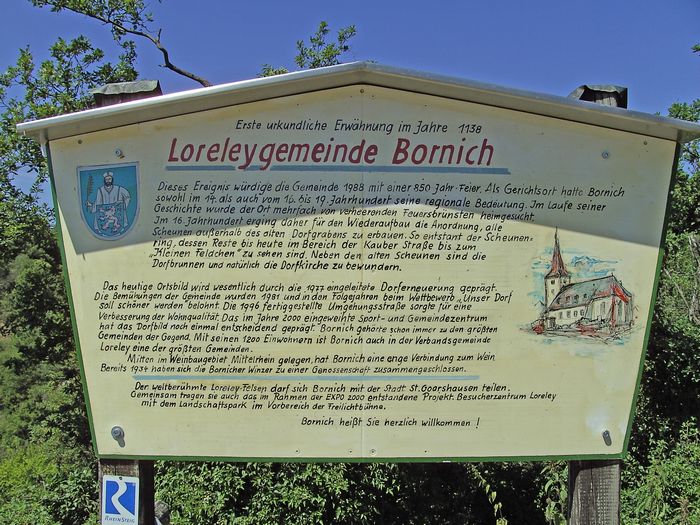 Erste urkundliche Erwähnung im Jahre 1138
Loreleygemeinde Bornich
Dieses Ereignis würdige die Gemeinde 1988 mit einer 850 Jahr-Feier. Als Gerichtsort hatte Bornich
sowohl im 14. als auch vom 16. bis 19. Jahrhundert seine regionale Bedeutung. Im Laufe seiner
Geschichte wurde der Ort mehrfach von verheerenden Feuersbrünsten heimgesucht.
Im 16. Jahrhundert erging daher für den Wiederaufbau die Anordnung, alle
Scheunen außerhalb des alten Dorfgrabens zu erbauen. So entstand der Scheunen-
ring, dessen Reste bis heute im Bereich der Kauber Straße bis zum
„Kleinen Feldchen" zu sehen sind. Neben den alten Scheunen sind die
Dorfbrunnen und natürlich die Dorfkirche zu bewundern.
Das heutige Ortsbild wird wesentlich durch die 1977 eingeleitete Dorferneuerung geprägt.
Die Bemühungen der Gemeinde wurden 1981 und in den Folgejahren beim Wettbewerb „Unser Dorf
soll schöner werden" belohnt. Die 1996 fertiggestellte Umgehungsstraße sorgte für eine
Verbesserung der Wohnqualität. Das im Jahre 2000 eingeweihte Sport- und Gemeindezentrum
hat das Dorfbild noch einmal entscheidend geprägt. Bornich gehörte schon immer zu den größten
Gemeinden der Gegend. Mit seinen 1200 Einwohnern ist Bornich auch in der Verbandsgemeinde
Loreley eine der größten Gemeinden.
Mitten im Weinbaugebiet Mittelrhein gelegen, hat Bornich eine enge Verbindung zum Wein
Bereits 1934 haben sich die Bornicher Winzer zu einer Genossenschaft zusammengeschlossen.
Der weltberühmte Loreley-Felsen darf sich Bornich mit der Stadt St. Goarshausen teilen.
Gemeinsam tragen sie auch das im Rahmen der EXPO 2000 entstandene Projekt Besucherzentrum Loreley
mit dem Landschaftspark im Vorbereich der Freilichtbühne.
Bornich heißt Sie herzlich willkommen!
R
RheinSteig